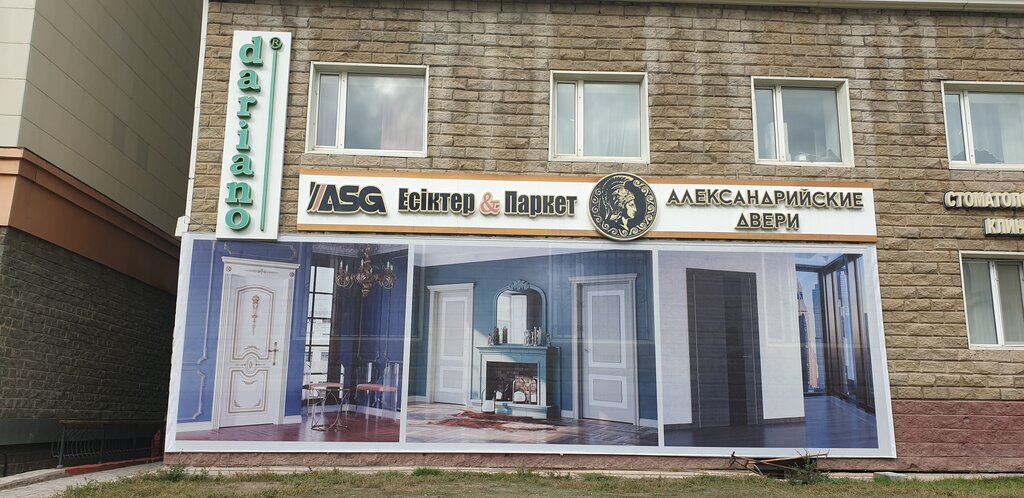 dariano®
ASG Есіктер & Паркет
АЛЕКСАНДРИЙСКИЕ
ДВЕРИ